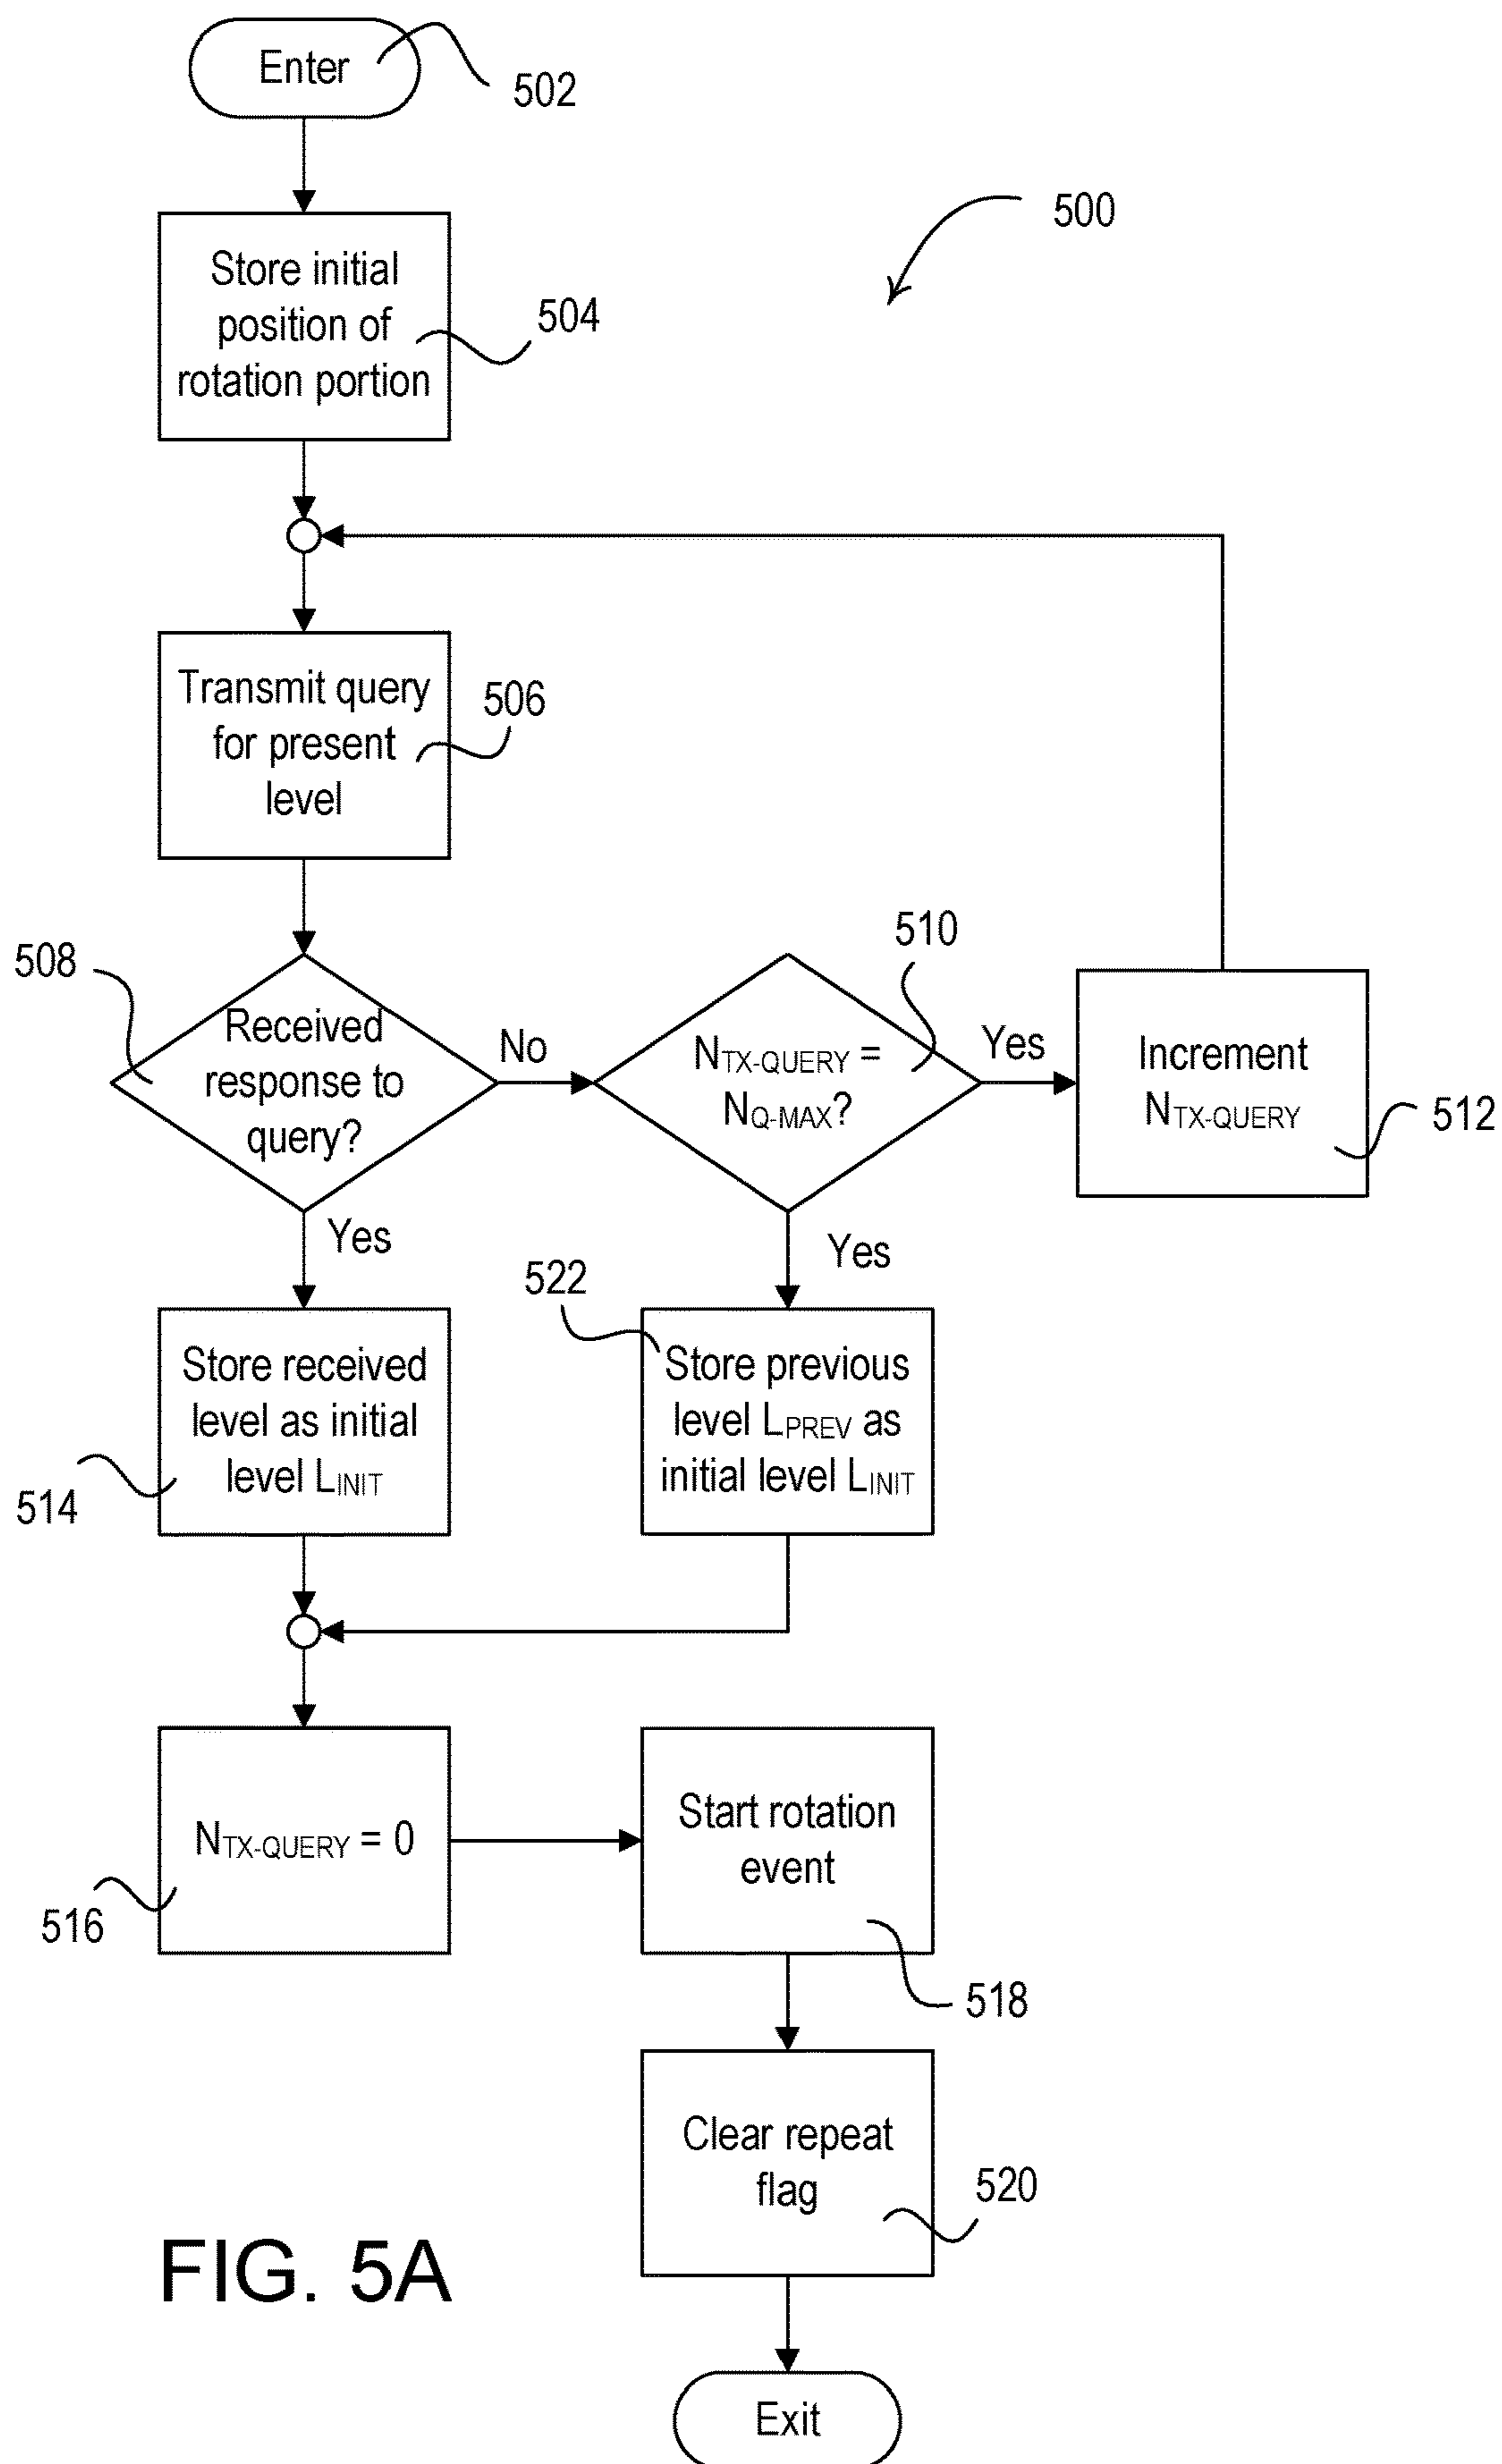 Enter
502
500
Store initial
position of
rotation portion
504
Transmit query
for present
level
506
508
Received
response to
query?
No
510
NTX-QUERY =
NQ-MAX?
Yes
Increment
NTX-QUERY
512
Yes
Yes
522
Store received
level as initial
level LINIT
514
Store previous
level LPREV as
initial level LINIT
NTX-QUERY = 0
516
Start rotation
event
518
Clear repeat
flag
520
FIG. 5A
Exit